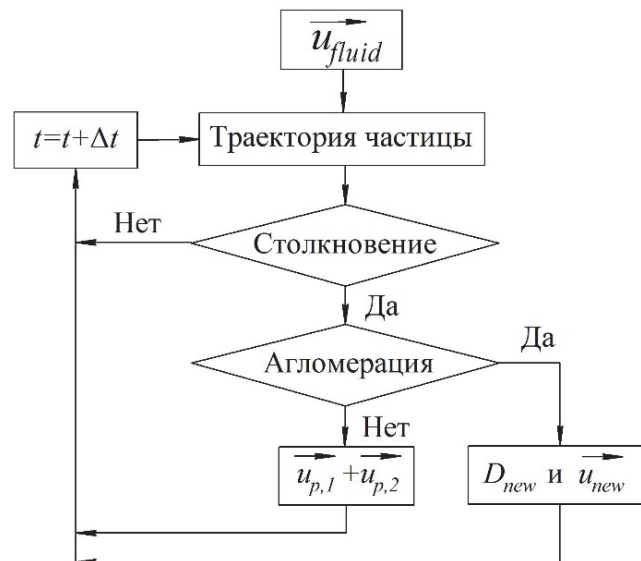 u_fluid
t=t+Δt
Траектория частицы
Нет
Столкновение
Да
Агломерация
Да
Нет
u_p,1 + u_p,2
D_new и u_new